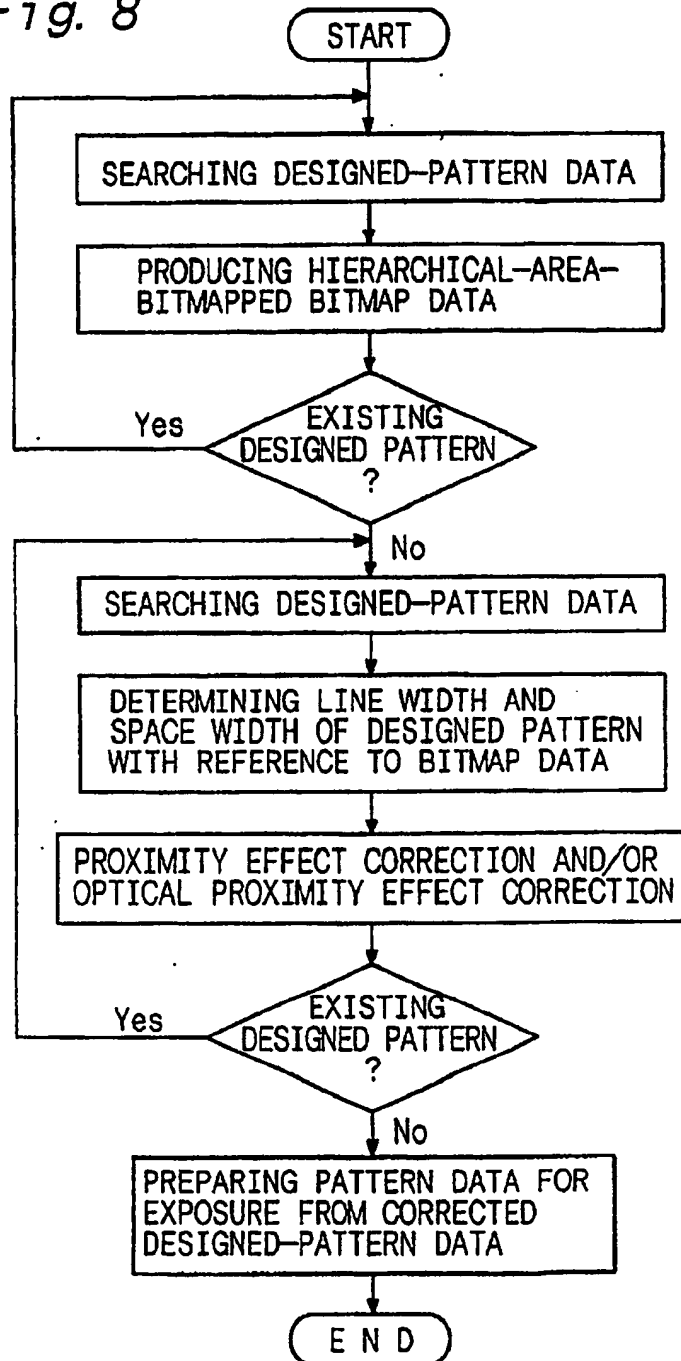 Fig. 8
START
SEARCHING DESIGNED-PATTERN DATA
PRODUCING HIERARCHICAL-AREA-
BITMAPPED BITMAP DATA
Yes
EXISTING
DESIGNED PATTERN
?
No
SEARCHING DESIGNED-PATTERN DATA
DETERMINING LINE WIDTH AND
SPACE WIDTH OF DESIGNED PATTERN
WITH REFERENCE TO BITMAP DATA
PROXIMITY EFFECT CORRECTION AND/OR
OPTICAL PROXIMITY EFFECT CORRECTION
Yes
EXISTING
DESIGNED PATTERN
?
No
PREPARING PATTERN DATA FOR
EXPOSURE FROM CORRECTED
DESIGNED-PATTERN DATA
E N D